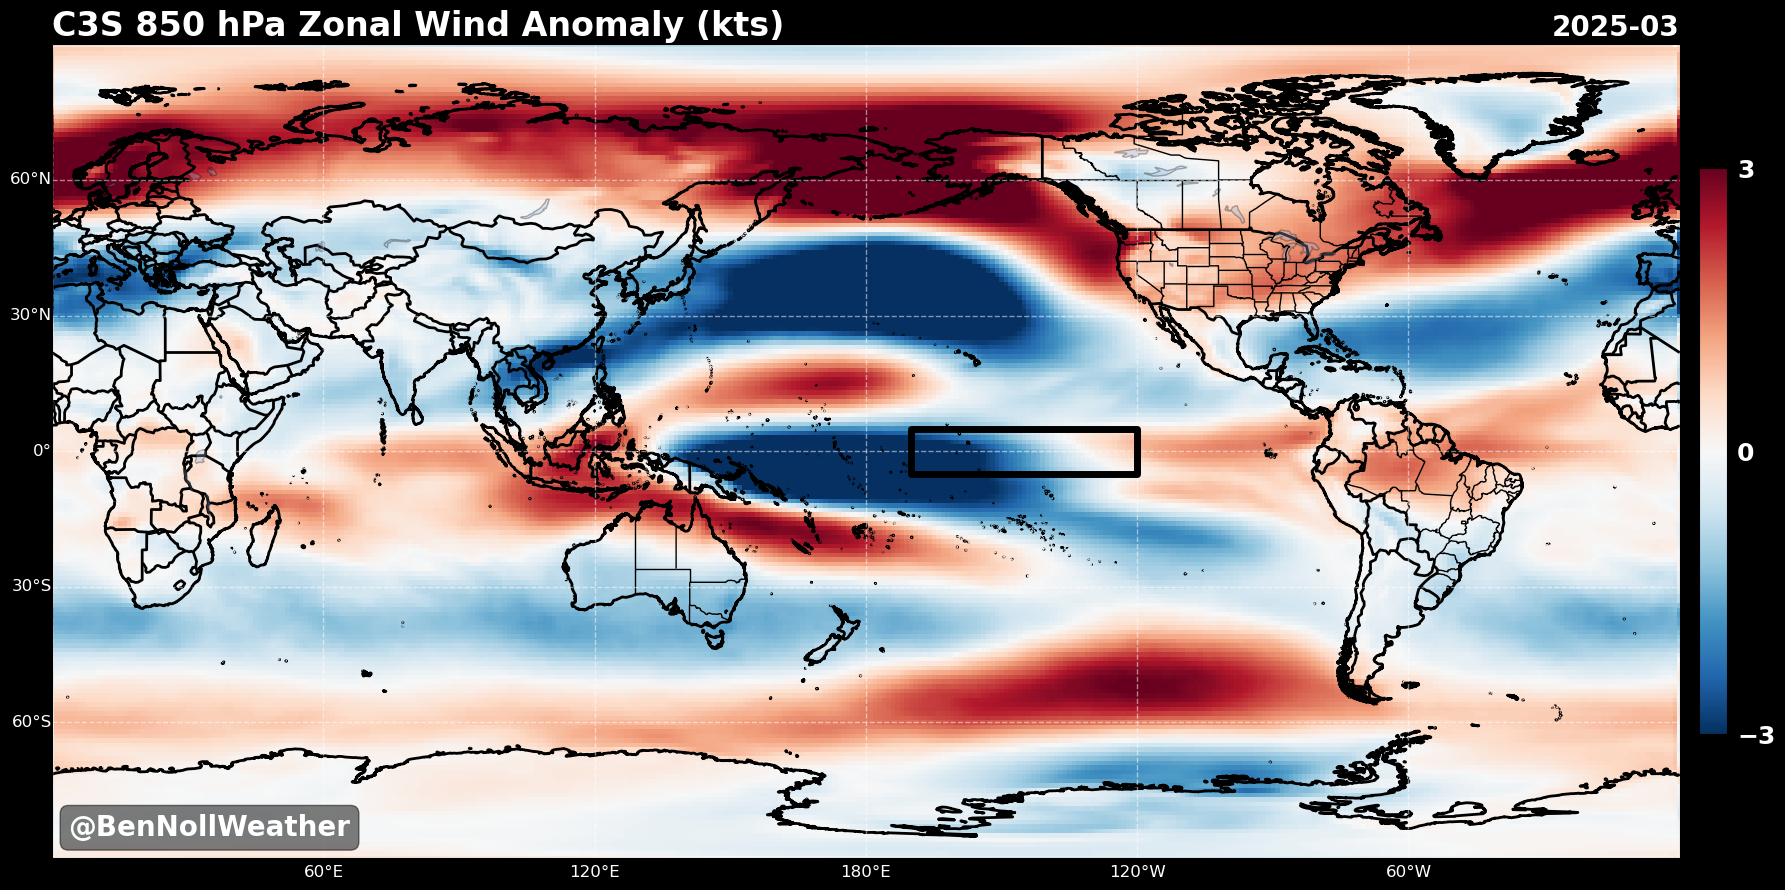 C3S 850 hPa Zonal Wind Anomaly (kts)
2025-03
60°N
30°N
0°
30°S
60°S
3
0
−3
@BenNollWeather
60°E
120°E
180°E
120°W
60°W